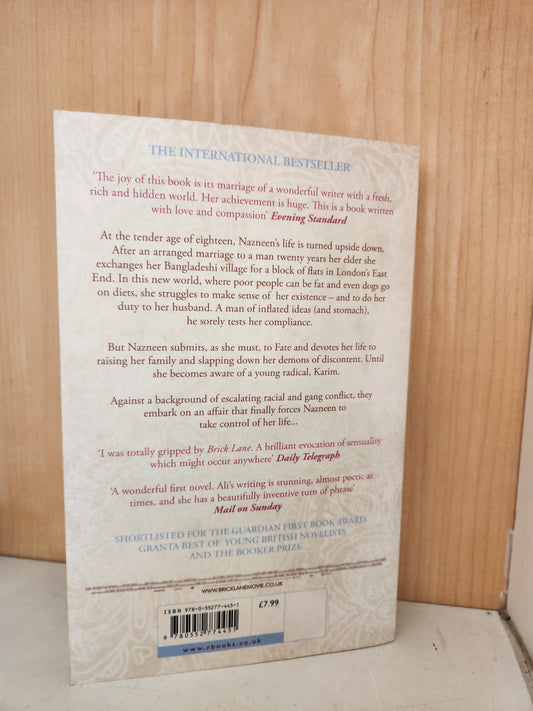 THE INTERNATIONAL BESTSELLER
'The joy of this book is its marriage of a wonderful writer with a fresh,
rich and hidden world. Her achievement is huge. This is a book written
with love and compassion' Evening Standard
At the tender age of eighteen, Nazneen's life is turned upside down.
After an arranged marriage to a man twenty years her elder she
exchanges her Bangladeshi village for a block of flats in London's East
End. In this new world, where poor people can be fat and even dogs go
on diets, she struggles to make sense of her existence – and to do her
duty to her husband. A man of inflated ideas (and stomach),
he sorely tests her compliance.
But Nazneen submits, as she must, to Fate and devotes her life to
raising her family and slapping down her demons of discontent. Until
she becomes aware of a young radical, Karim.
Against a background of escalating racial and gang conflict, they
embark on an affair that finally forces Nazneen to
take control of her life...
'I was totally gripped by Brick Lane. A brilliant evocation of sensuality
which might occur anywhere' Daily Telegraph
'A wonderful first novel. Ali's writing is stunning, almost poetic at
times, and she has a beautifully inventive turn of phrase'
Mail on Sunday
SHORTLISTED FOR THE GUARDIAN FIRST BOOK AWARD
GRANTA BEST OF YOUNG BRITISH NOVELISTS
AND THE BOOKER PRIZE
WWW.BRICKLANEMOVIE.CO.UK
ISBN 978-0-55277-445-1
£7.99
9 780552 774451
www.rbooks.co.uk